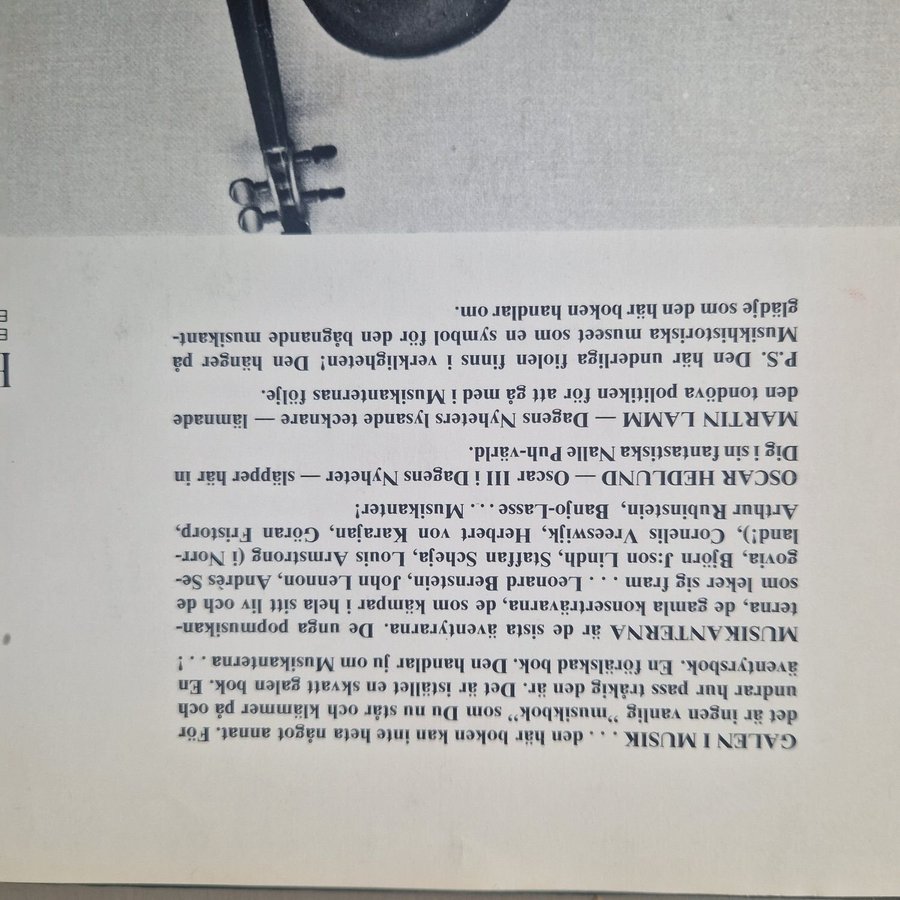 GALEN I MUSIK . . . den här boken kan inte heta något annat. För
det är ingen vanlig ”musikbok” som Du nu står och klämmer på och
undrar hur pass tråkig den är. Det är istället en skvatt galen bok. En
äventyrsbok. En förälskad bok. Den handlar ju om Musikanterna . . !
MUSIKANTERNA är de sista äventyrarna. De unga popmusikan-
terna, de gamla konserträvarna, de som kämpar i hela sitt liv och de
som leker sig fram . . . Leonard Bernstein, John Lennon, Andrès Se-
govia, Björn J:son Lindh, Staffan Scheja, Louis Armstrong (i Norr-
land!), Cornelis Vreeswijk, Herbert von Karajan, Göran Fristorp,
Arthur Rubinstein, Banjo-Lasse . . . Musikanter!
OSCAR HEDLUND — Oscar III i Dagens Nyheter — släpper här in
Dig i sin fantastiska Nalle Puh-värld.
MARTIN LAMM — Dagens Nyheters lysande tecknare — lämnade
den tondöva politiken för att gå med i Musikanternas följe.
P.S. Den här underliga fiolen finns i verkligheten! Den hänger på
Musikhistoriska museet som en symbol för den bågnande musikant-
glädje som den här boken handlar om.